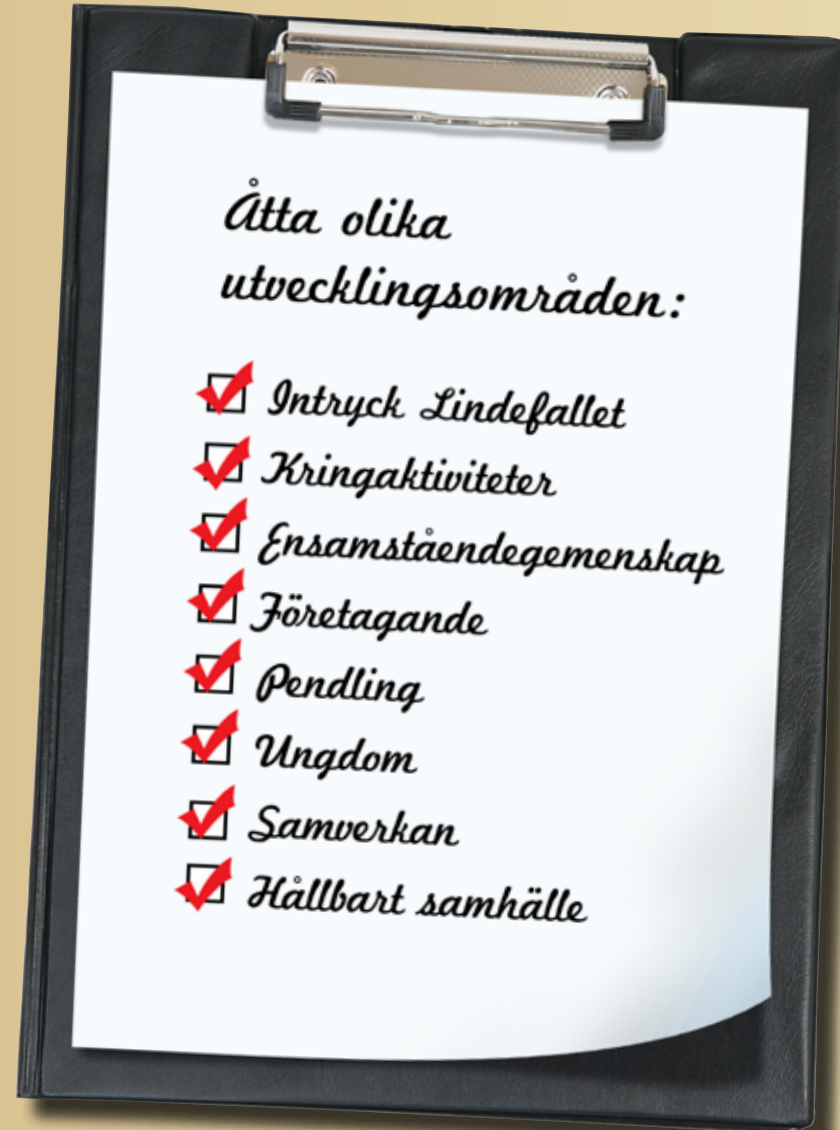 Åtta olika
utvecklingsområden:
Intryck Lindefallet
Kringaktiviteter
Ensamståendegemenskap
Företagande
Pendling
Ungdom
Samverkan
Hållbart samhälle